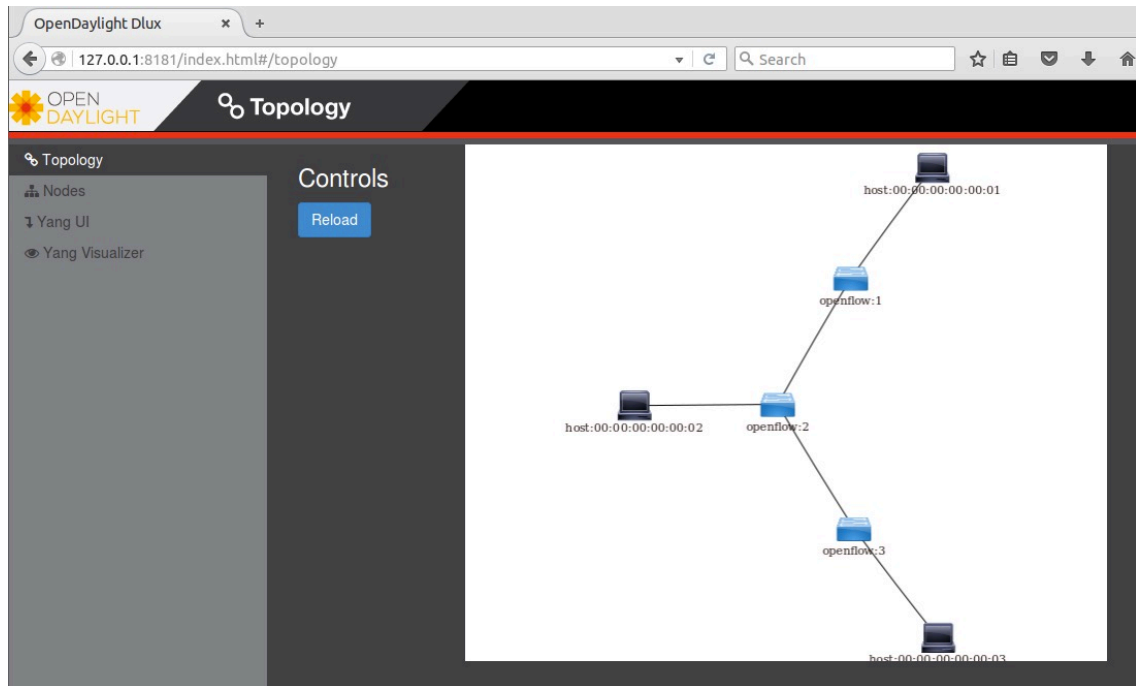 OpenDaylight Dlux
127.0.0.1:8181/index.html#/topology
Search
OPEN
DAYLIGHT
Topology
Topology
Nodes
Yang UI
Yang Visualizer
Controls
Reload
host:00:00:00:00:00:01
openflow:1
host:00:00:00:00:00:02
openflow:2
openflow:3
host:00:00:00:00:00:03